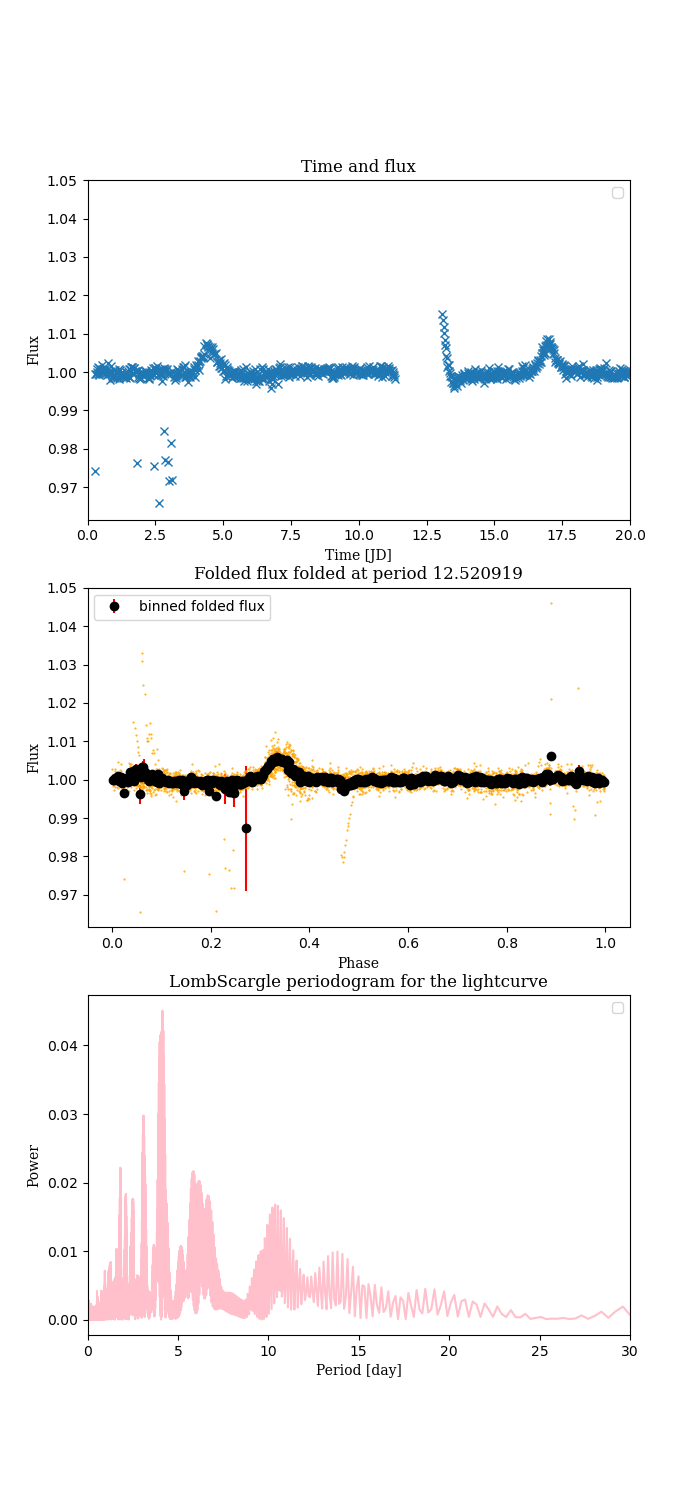 Time and flux
1.05
1.04
1.03
1.02
1.01
1.00
0.99
0.98
0.97
Flux
0.0 2.5 5.0 7.5 10.0 12.5 15.0 17.5 20.0
Time [JD]
Folded flux folded at period 12.520919
binned folded flux
1.05
1.04
1.03
1.02
1.01
1.00
0.99
0.98
0.97
Flux
0.0 0.2 0.4 0.6 0.8 1.0
Phase
LombScargle periodogram for the lightcurve
0.04
0.03
0.02
0.01
0.00
Power
0 5 10 15 20 25 30
Period [day]